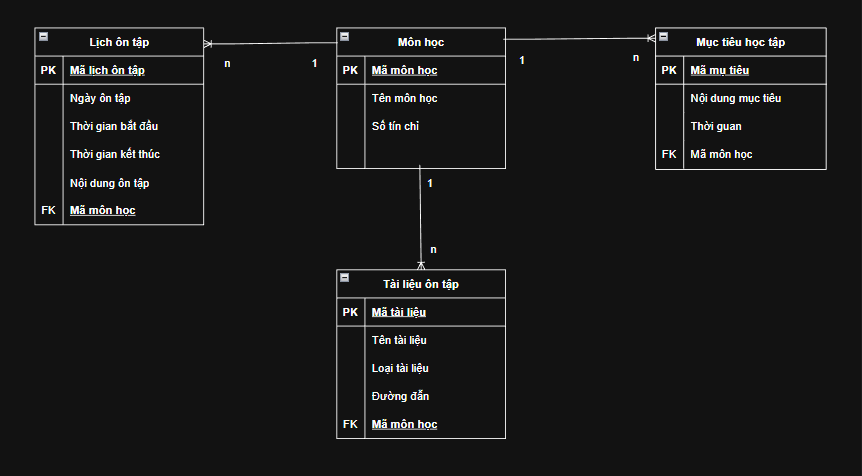 Lịch ôn tập
PK Mã lịch ôn tập
Ngày ôn tập
Thời gian bắt đầu
Thời gian kết thúc
Nội dung ôn tập
FK Mã môn học
n
1
Môn học
PK Mã môn học
Tên môn học
Số tín chỉ
1
n
Mục tiêu học tập
PK Mã mụ tiêu
Nội dung mục tiêu
Thời guan
FK Mã môn học
1
n
Tài liệu ôn tập
PK Mã tài liệu
Tên tài liệu
Loại tài liệu
Đường đẫn
FK Mã môn học